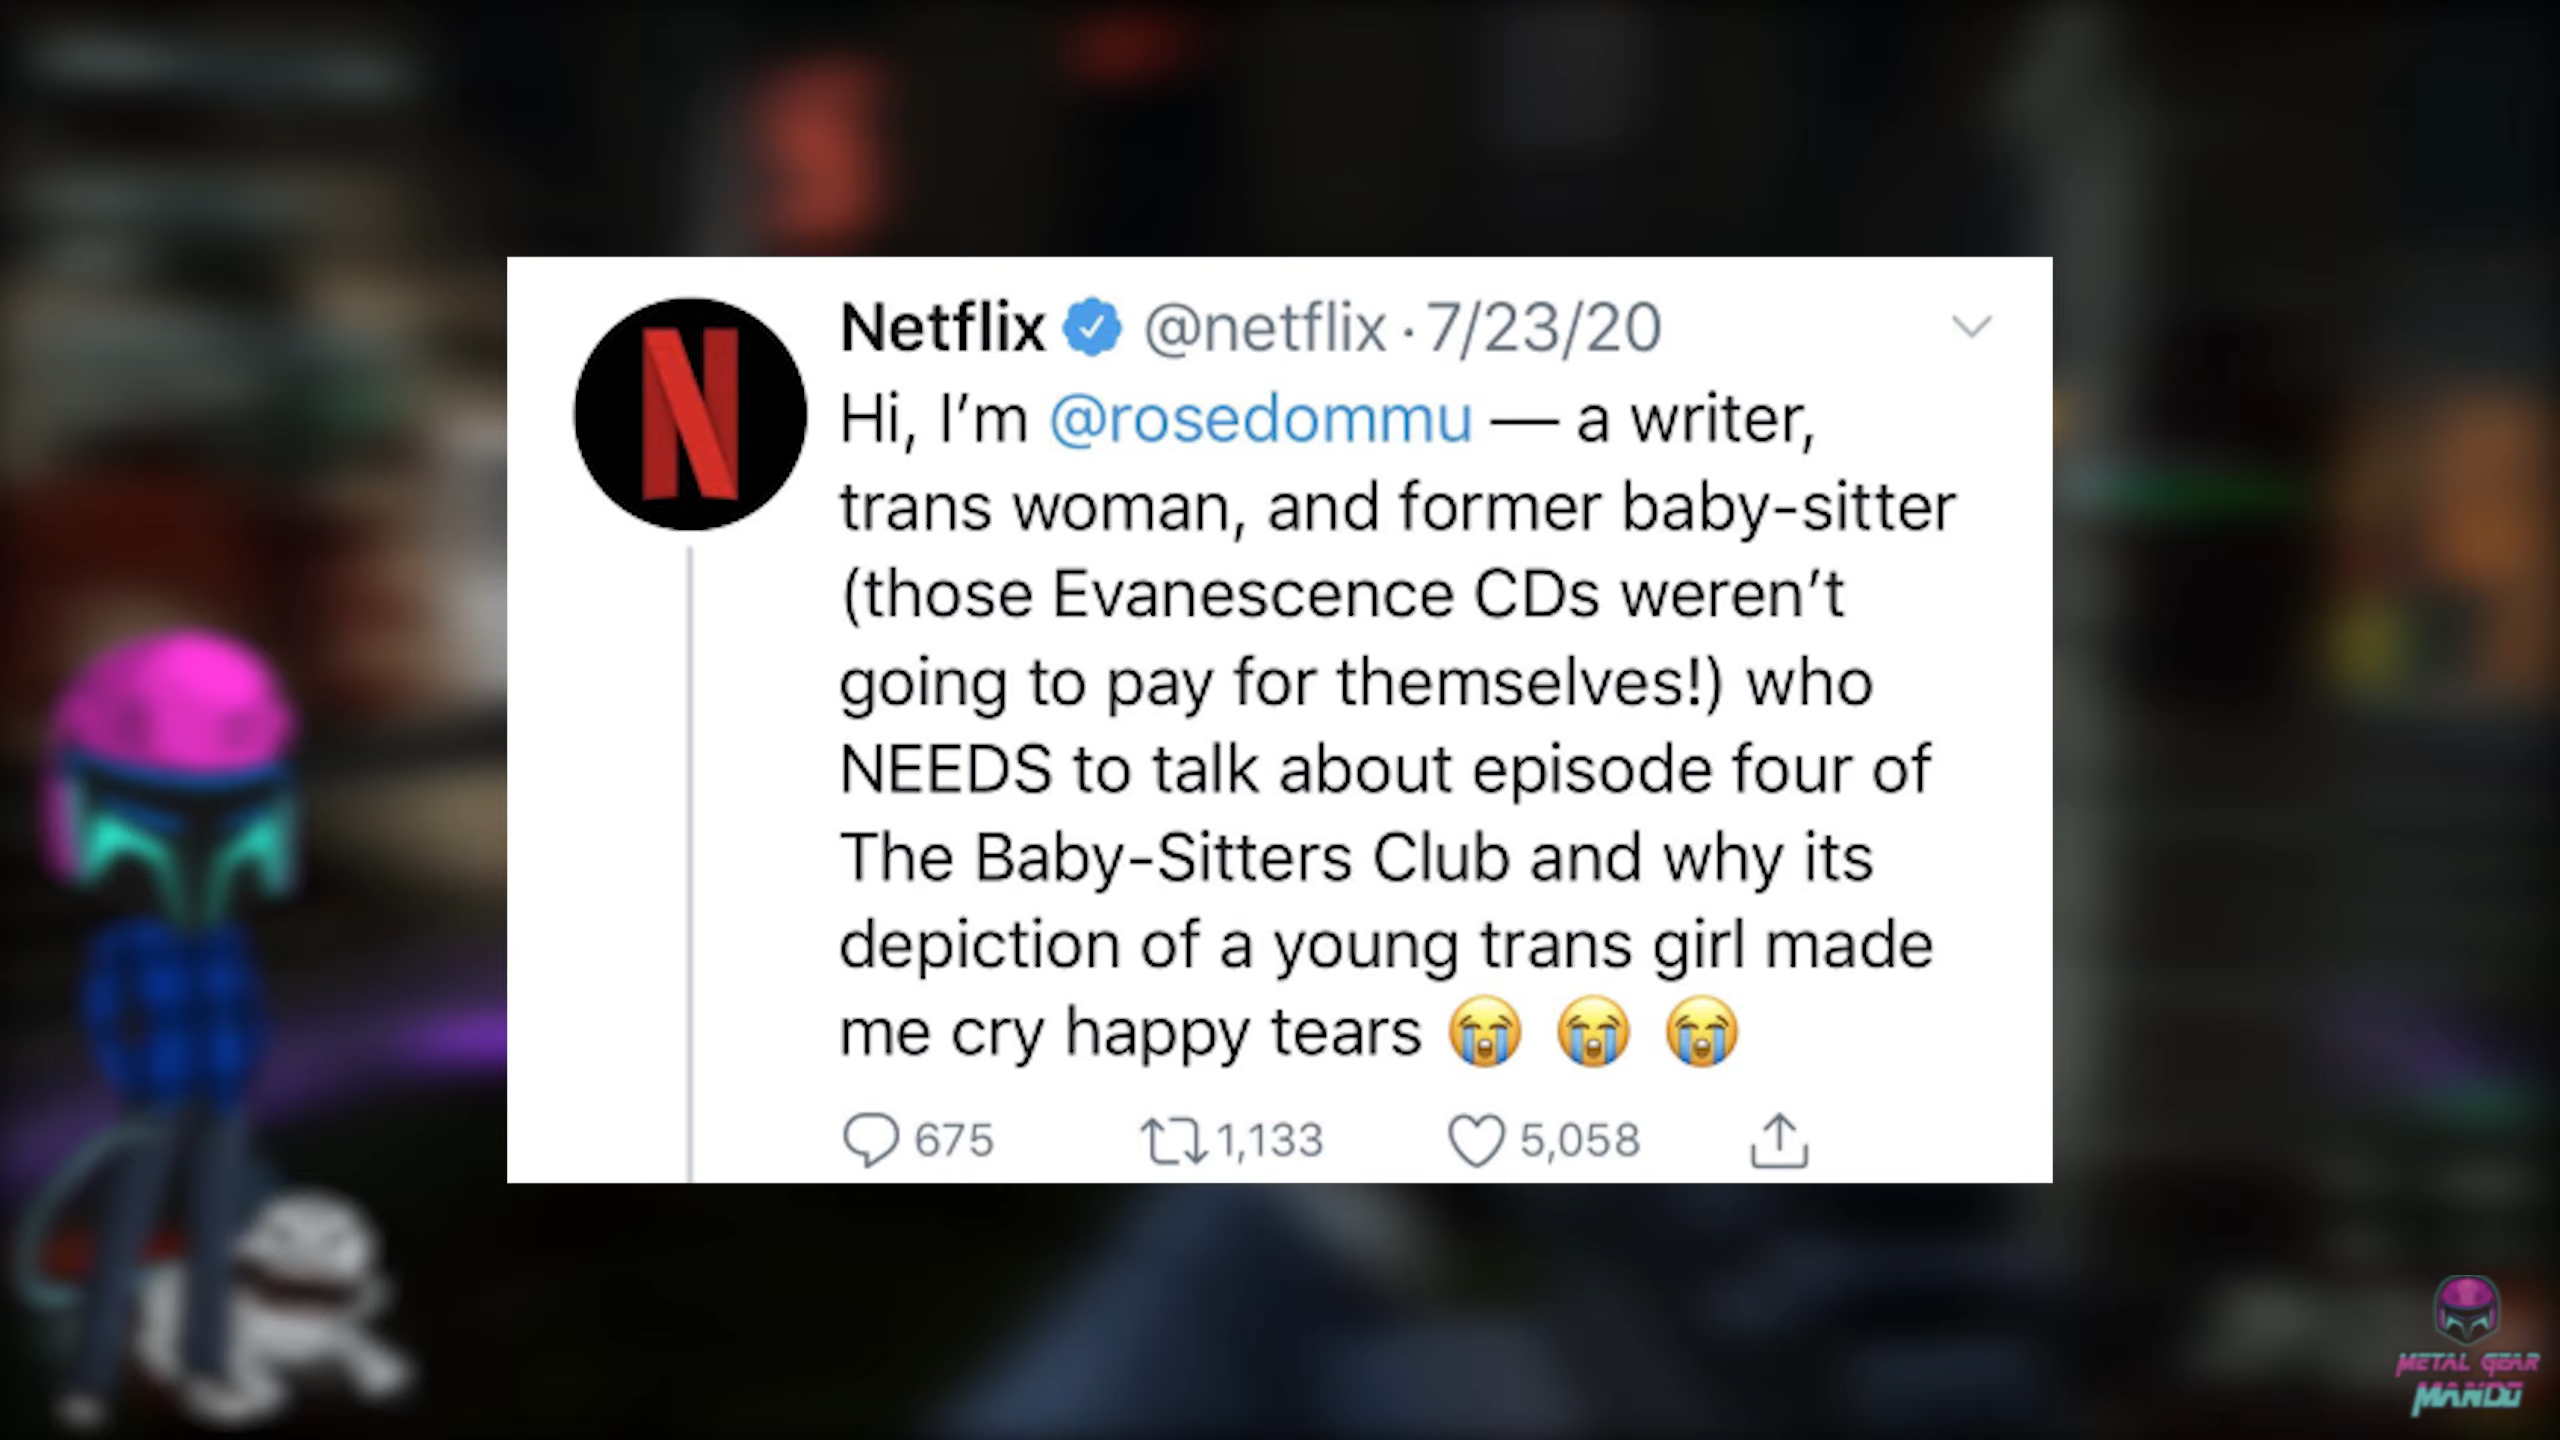 Netflix @netflix · 7/23/20
Hi, I’m @rosedommu — a writer,
trans woman, and former baby-sitter
(those Evanescence CDs weren’t
going to pay for themselves!) who
NEEDS to talk about episode four of
The Baby-Sitters Club and why its
depiction of a young trans girl made
me cry happy tears 😭 😭 😭
675 1,133 5,058
METAL GEAR
MANDO